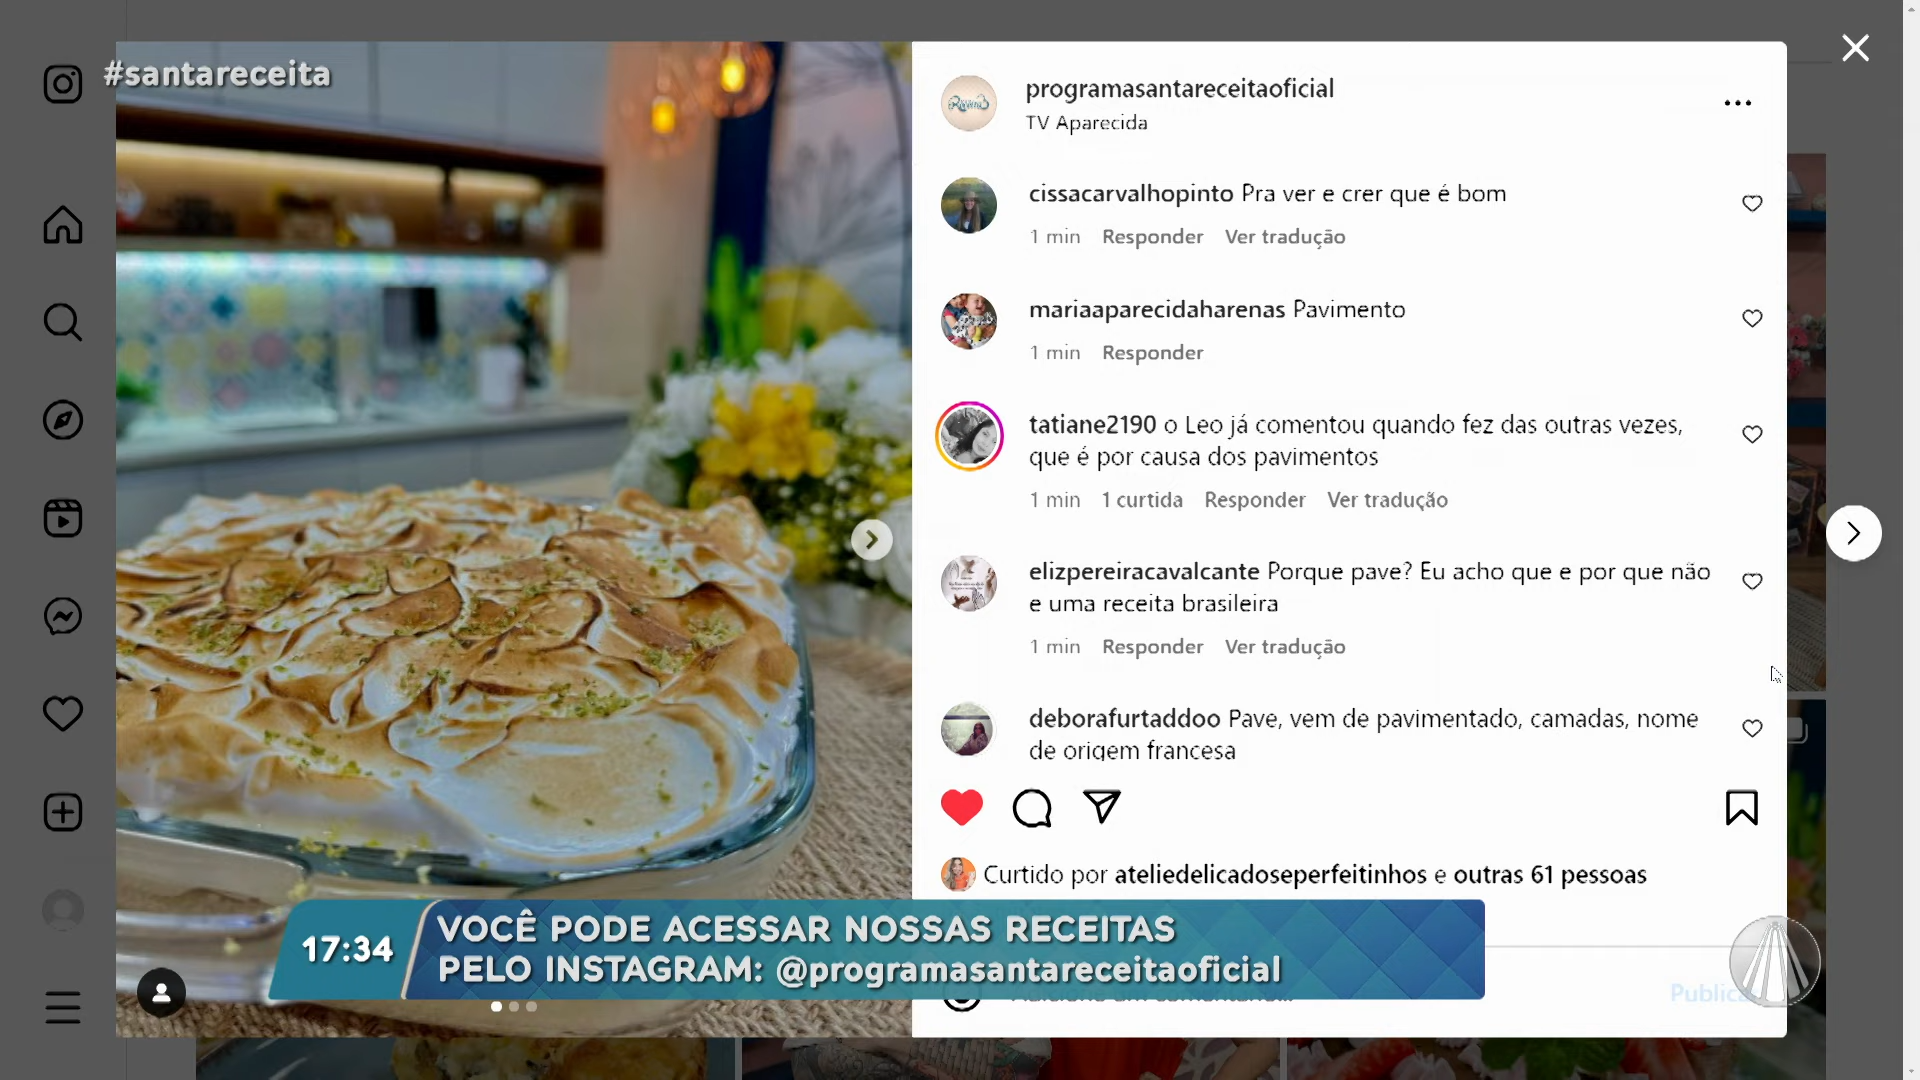 #santareceita
programasantareceitaoficial
TV Aparecida
cissacarvalhopinto Pra ver e crer que é bom
1 min Responder Ver tradução
mariaaparecidaharenas Pavimento
1 min Responder
tatiane2190 o Leo já comentou quando fez das outras vezes,
que é por causa dos pavimentos
1 min 1 curtida Responder Ver tradução
elizpereiracavalcante Porque pave? Eu acho que e por que não
e uma receita brasileira
1 min Responder Ver tradução
deborafurtaddoo Pave, vem de pavimentado, camadas, nome
de origem francesa
Curtido por ateliedelicadoseperfeitinhos e outras 61 pessoas
17:34
VOCÊ PODE ACESSAR NOSSAS RECEITAS
PELO INSTAGRAM: @programasantareceitaoficial